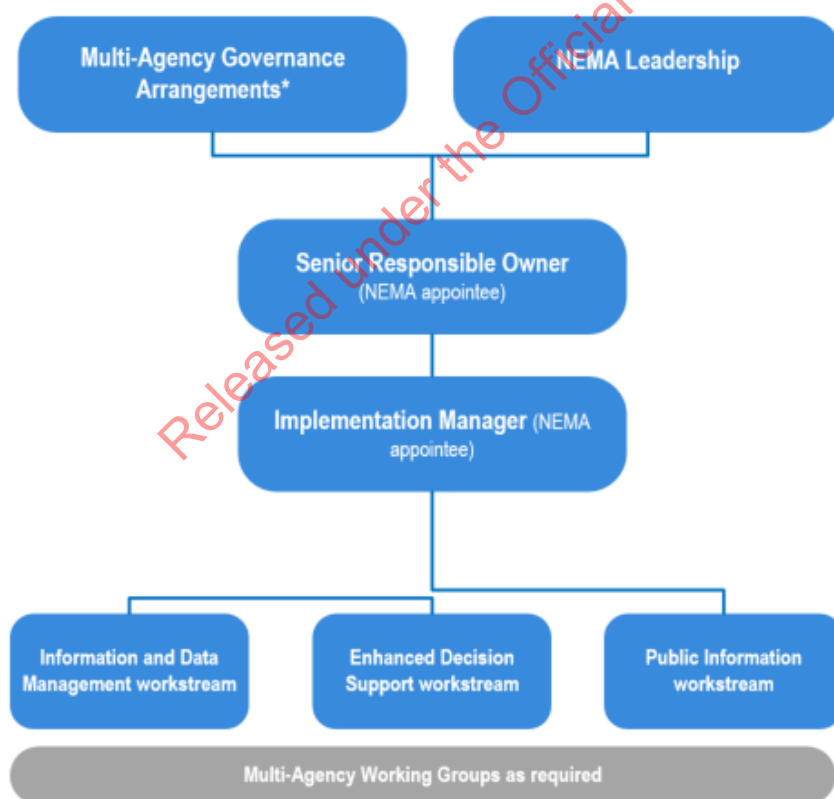 Multi-Agency Governance
Arrangements*
NEMA Leadership
Released under the Official
Senior Responsible Owner
(NEMA appointee)
Implementation Manager (NEMA
appointee)
Information and Data
Management workstream
Enhanced Decision
Support workstream
Public Information
workstream
Multi-Agency Working Groups as required